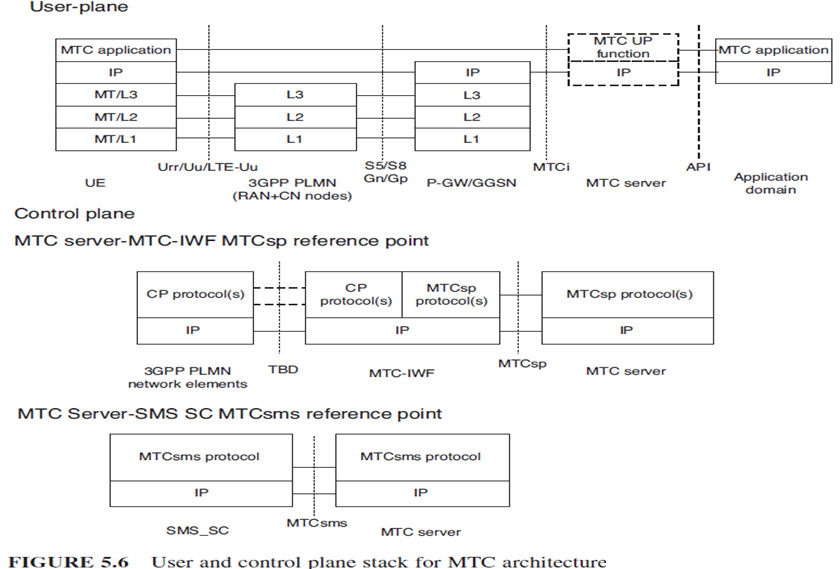 User-plane
MTC application
IP
MT/L3
MT/L2
MT/L1
UE
Urr/Uu/LTE-Uu
L3
L2
L1
3GPP PLMN
(RAN+CN nodes)
S5/S8
Gn/Gp
IP
L3
L2
L1
P-GW/GGSN
MTCi
MTC UP
function
IP
MTC server
API
MTC application
IP
Application
domain
Control plane
MTC server-MTC-IWF MTCsp reference point
CP protocol(s)
IP
3GPP PLMN
network elements
TBD
CP
protocol(s)
MTCsp
protocol(s)
IP
MTC-IWF
MTCsp
MTCsp protocol(s)
IP
MTC server
MTC Server-SMS SC MTCsms reference point
MTCsms protocol
IP
SMS_SC
MTCsms
MTCsms protocol
IP
MTC server
FIGURE 5.6 User and control plane stack for MTC architecture